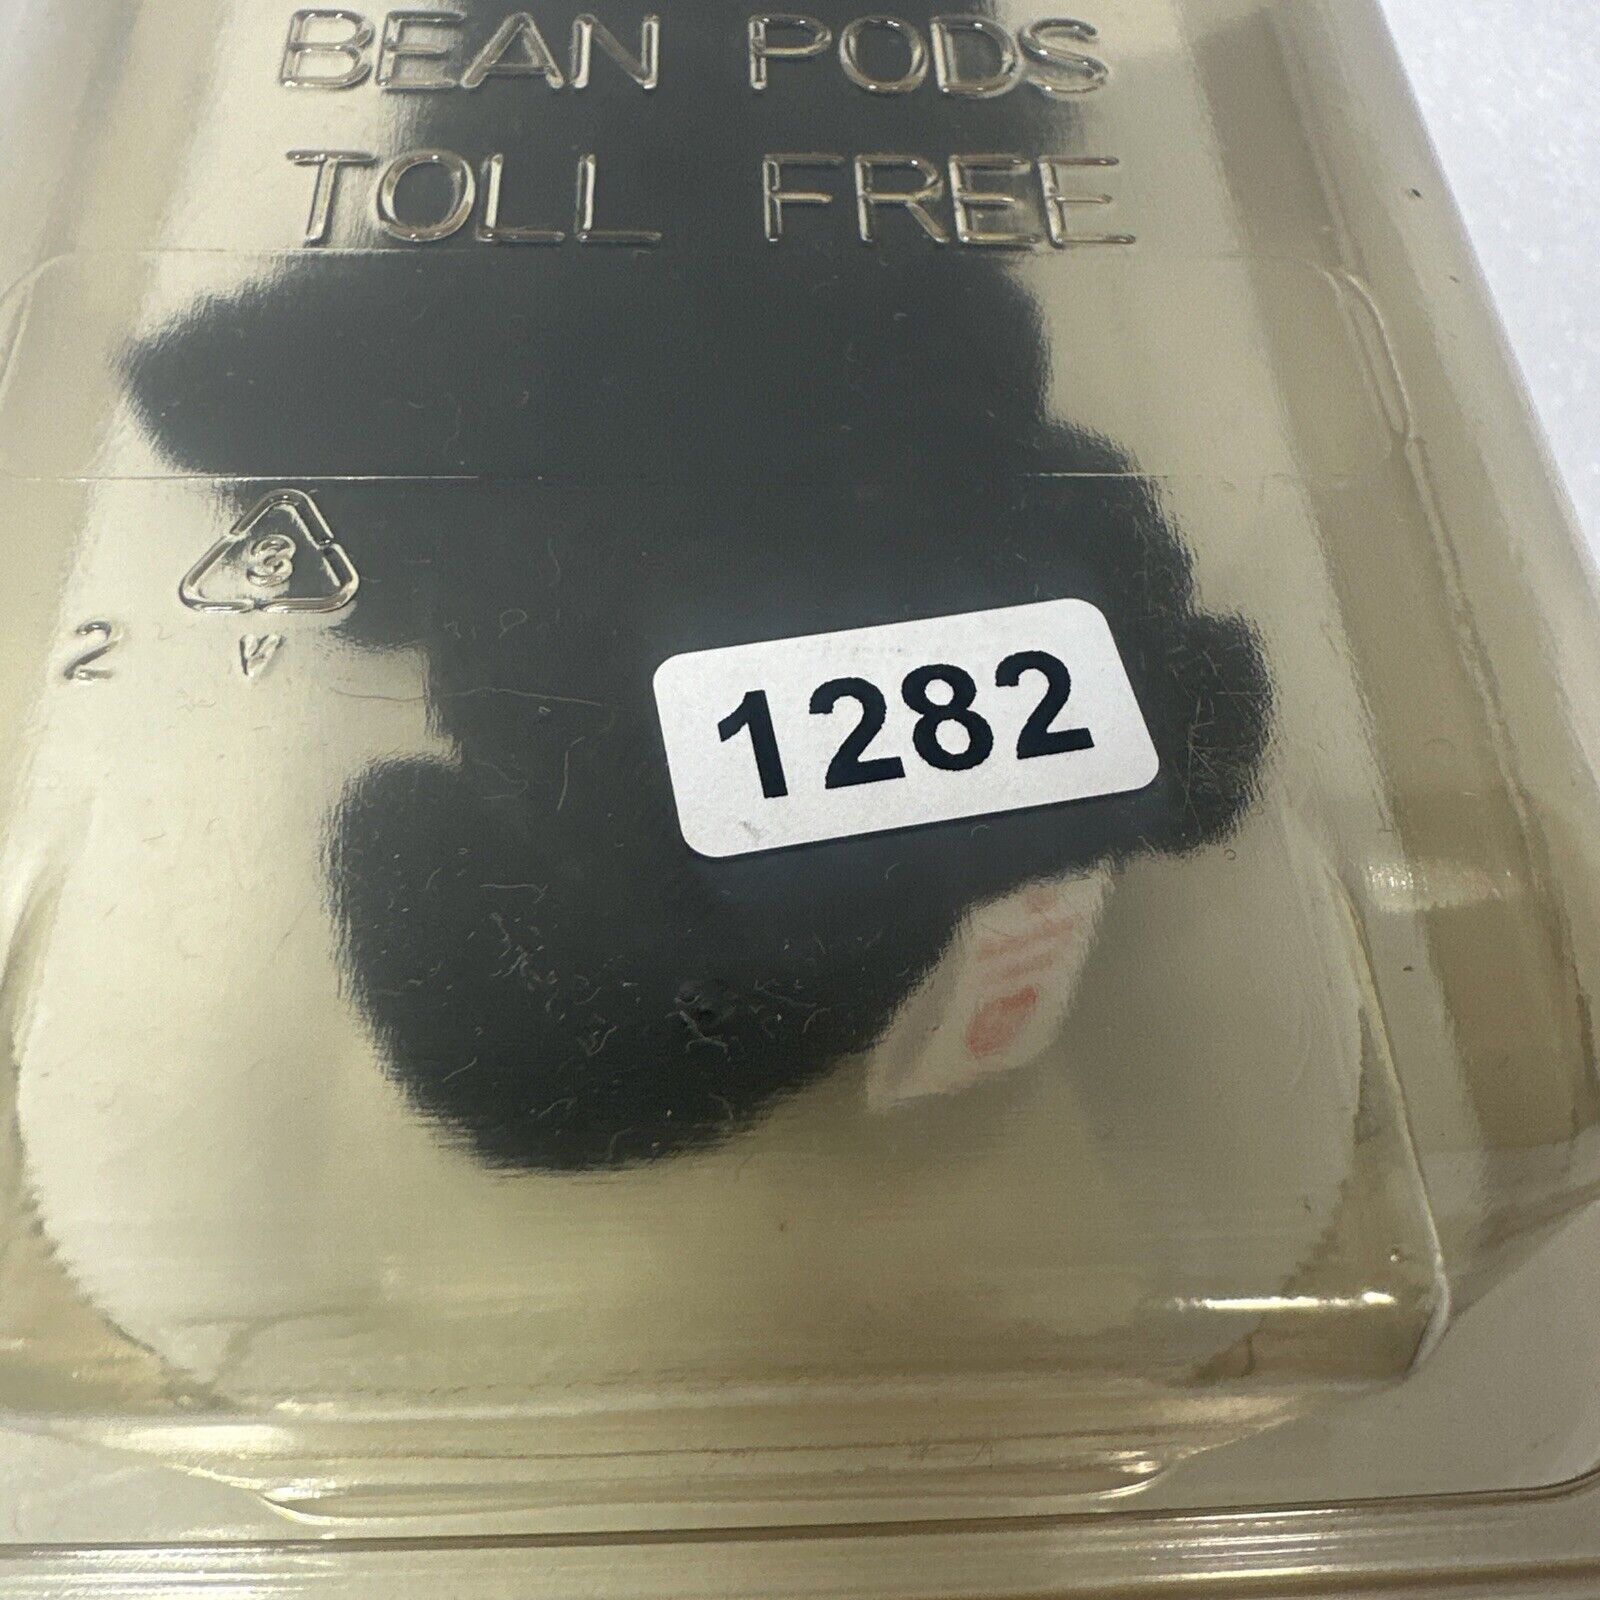 BEAN PODS
TOLL FREE
3
2 V
1282